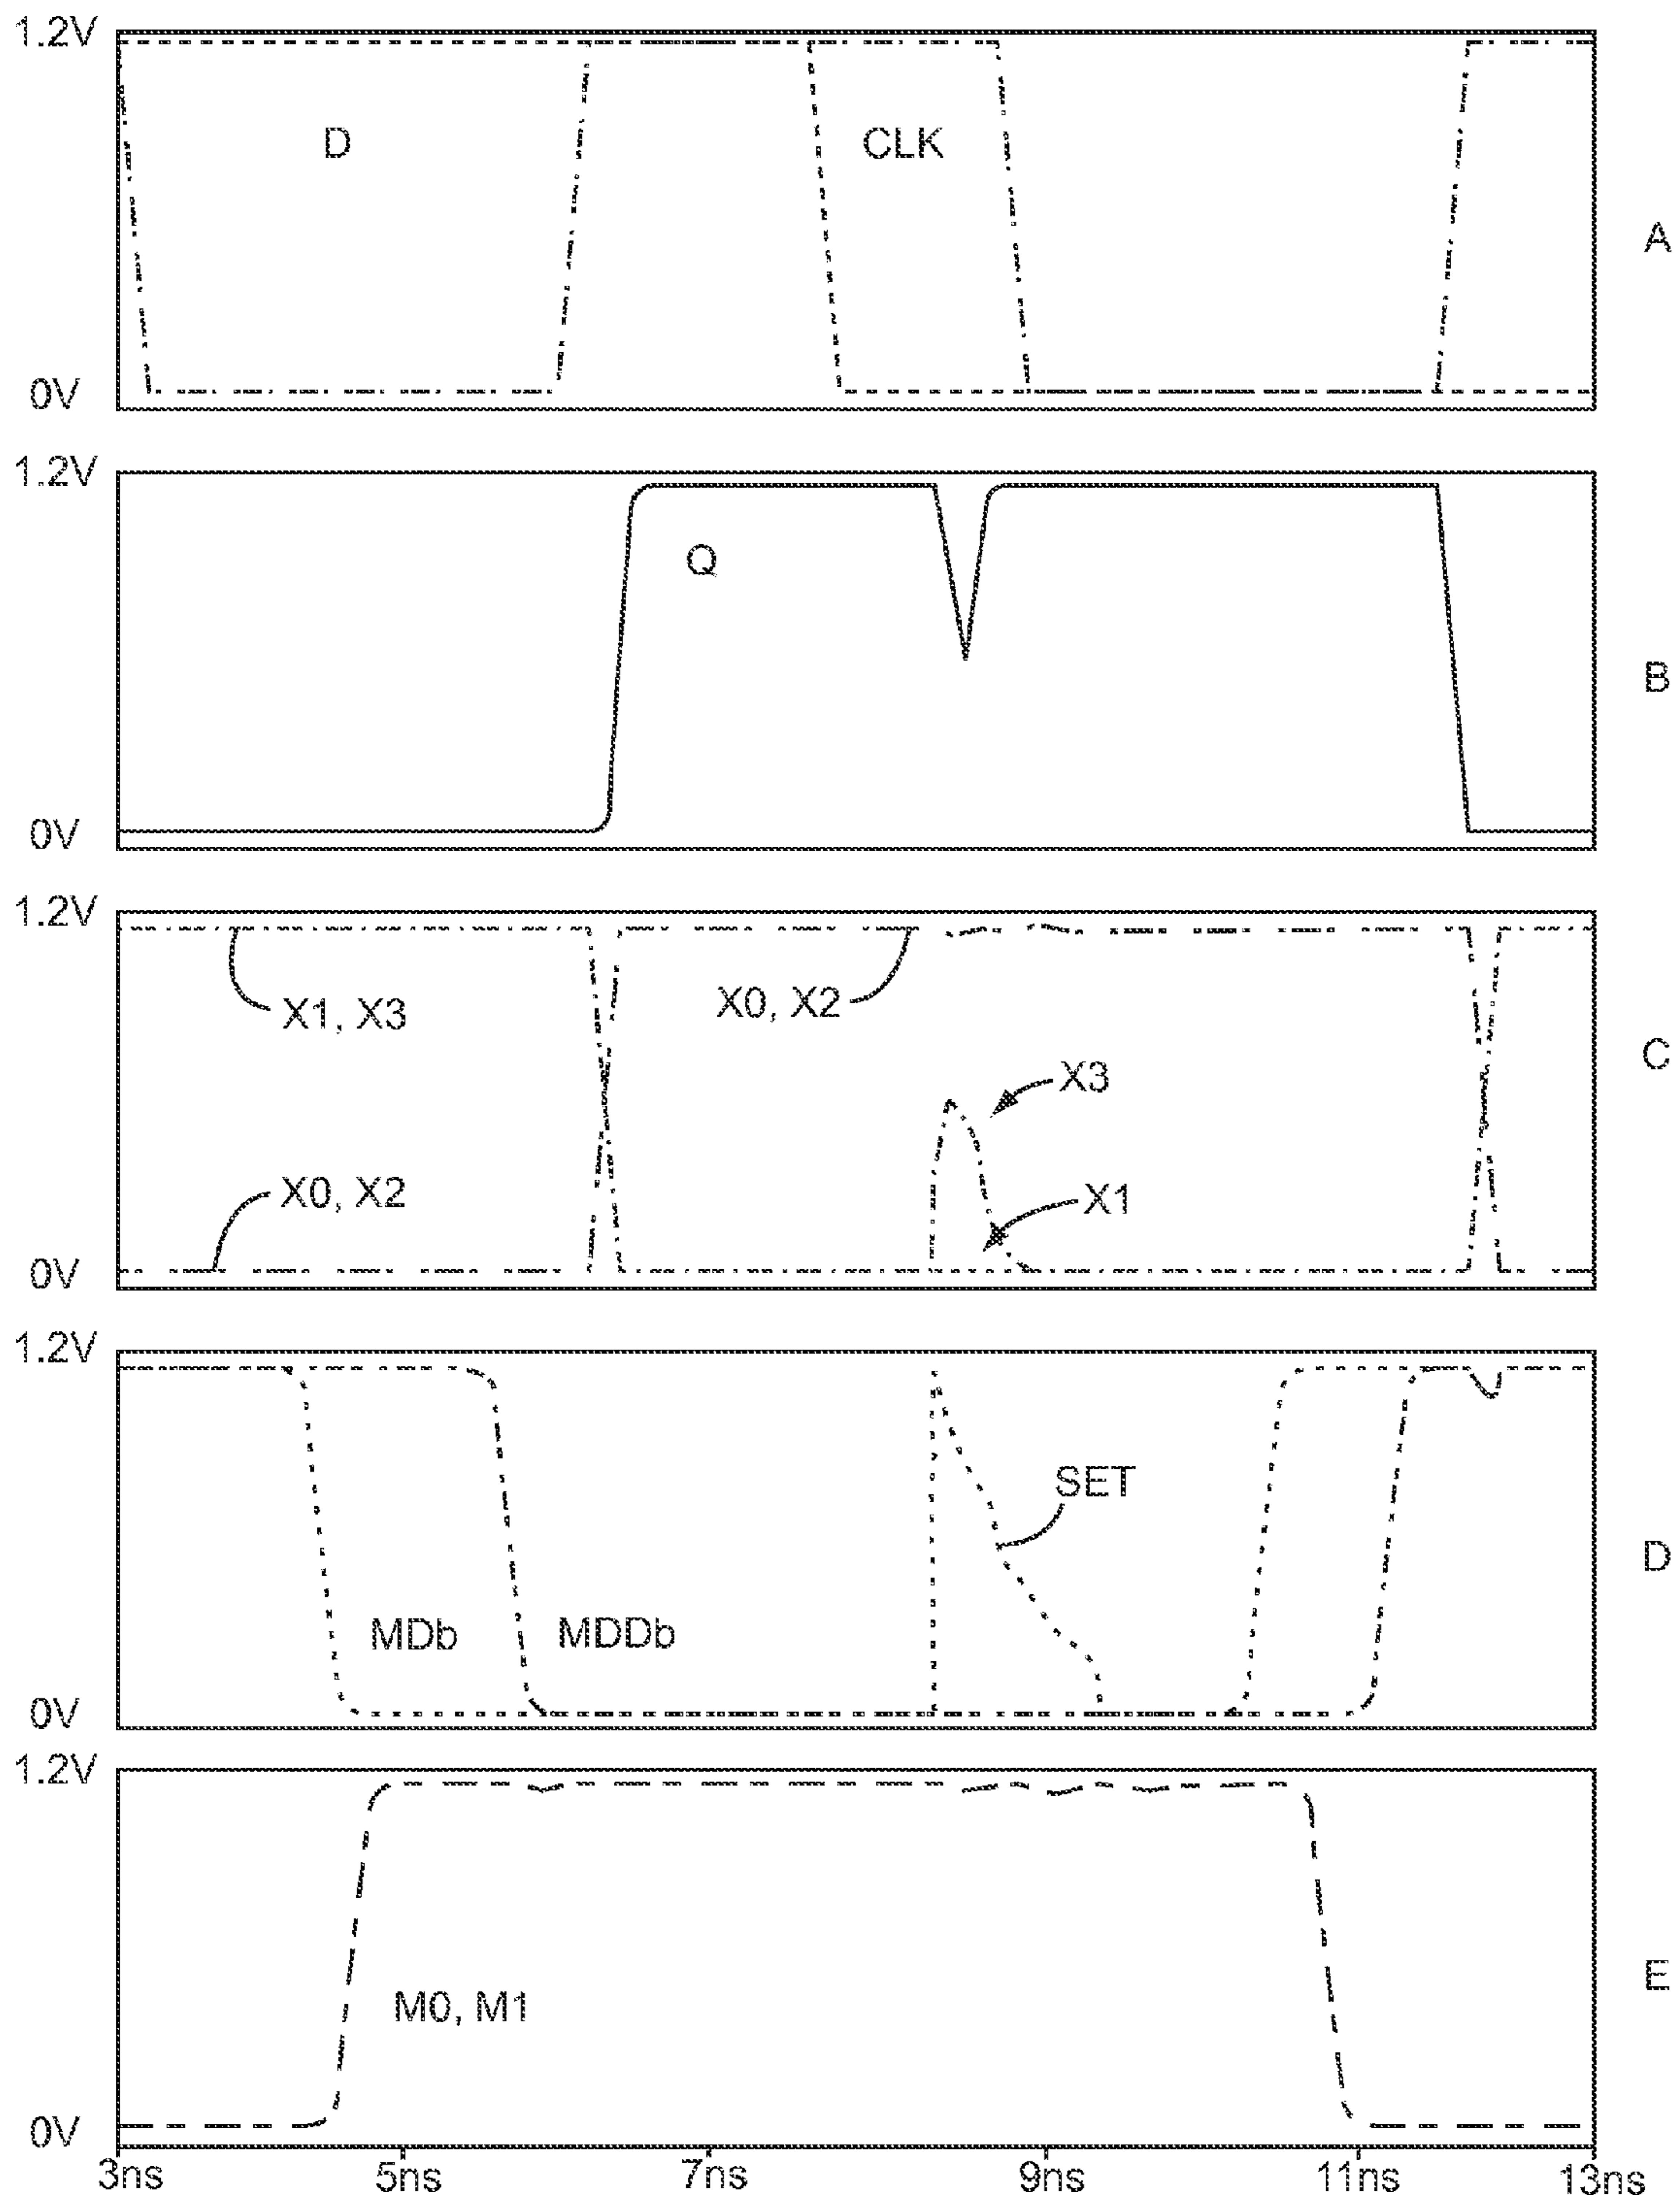 1.2V
D
CLK
A
0V
1.2V
Q
B
0V
1.2V
X1, X3
X0, X2
C
X3
X0, X2
X1
0V
1.2V
SET
D
MDb
MDDb
0V
1.2V
E
M0, M1
0V
3ns
5ns
7ns
9ns
11ns
13ns